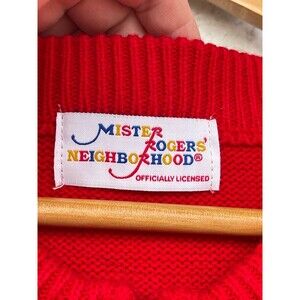 MISTER
ROGERS'
NEIGHBORHOOD®
OFFICIALLY LICENSED